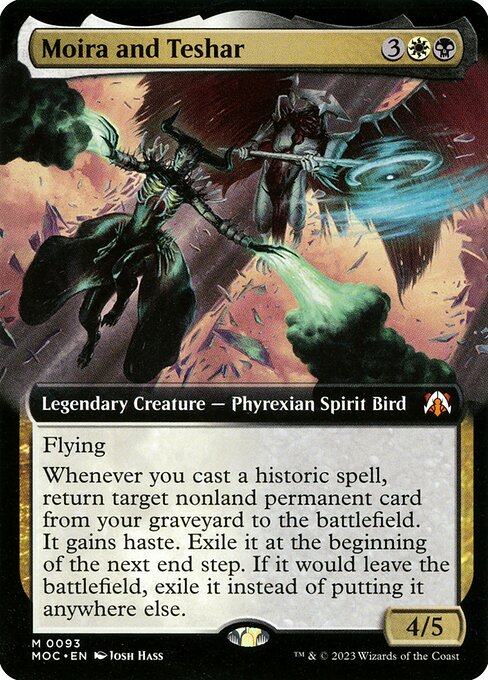 Moira and Teshar 3
Legendary Creature — Phyrexian Spirit Bird
Flying
Whenever you cast a historic spell,
return target nonland permanent card
from your graveyard to the battlefield.
It gains haste. Exile it at the beginning
of the next end step. If it would leave the
battlefield, exile it instead of putting it
anywhere else.
4/5
M 0093
MOC • EN Josh Hass
™ & © 2023 Wizards of the Coast